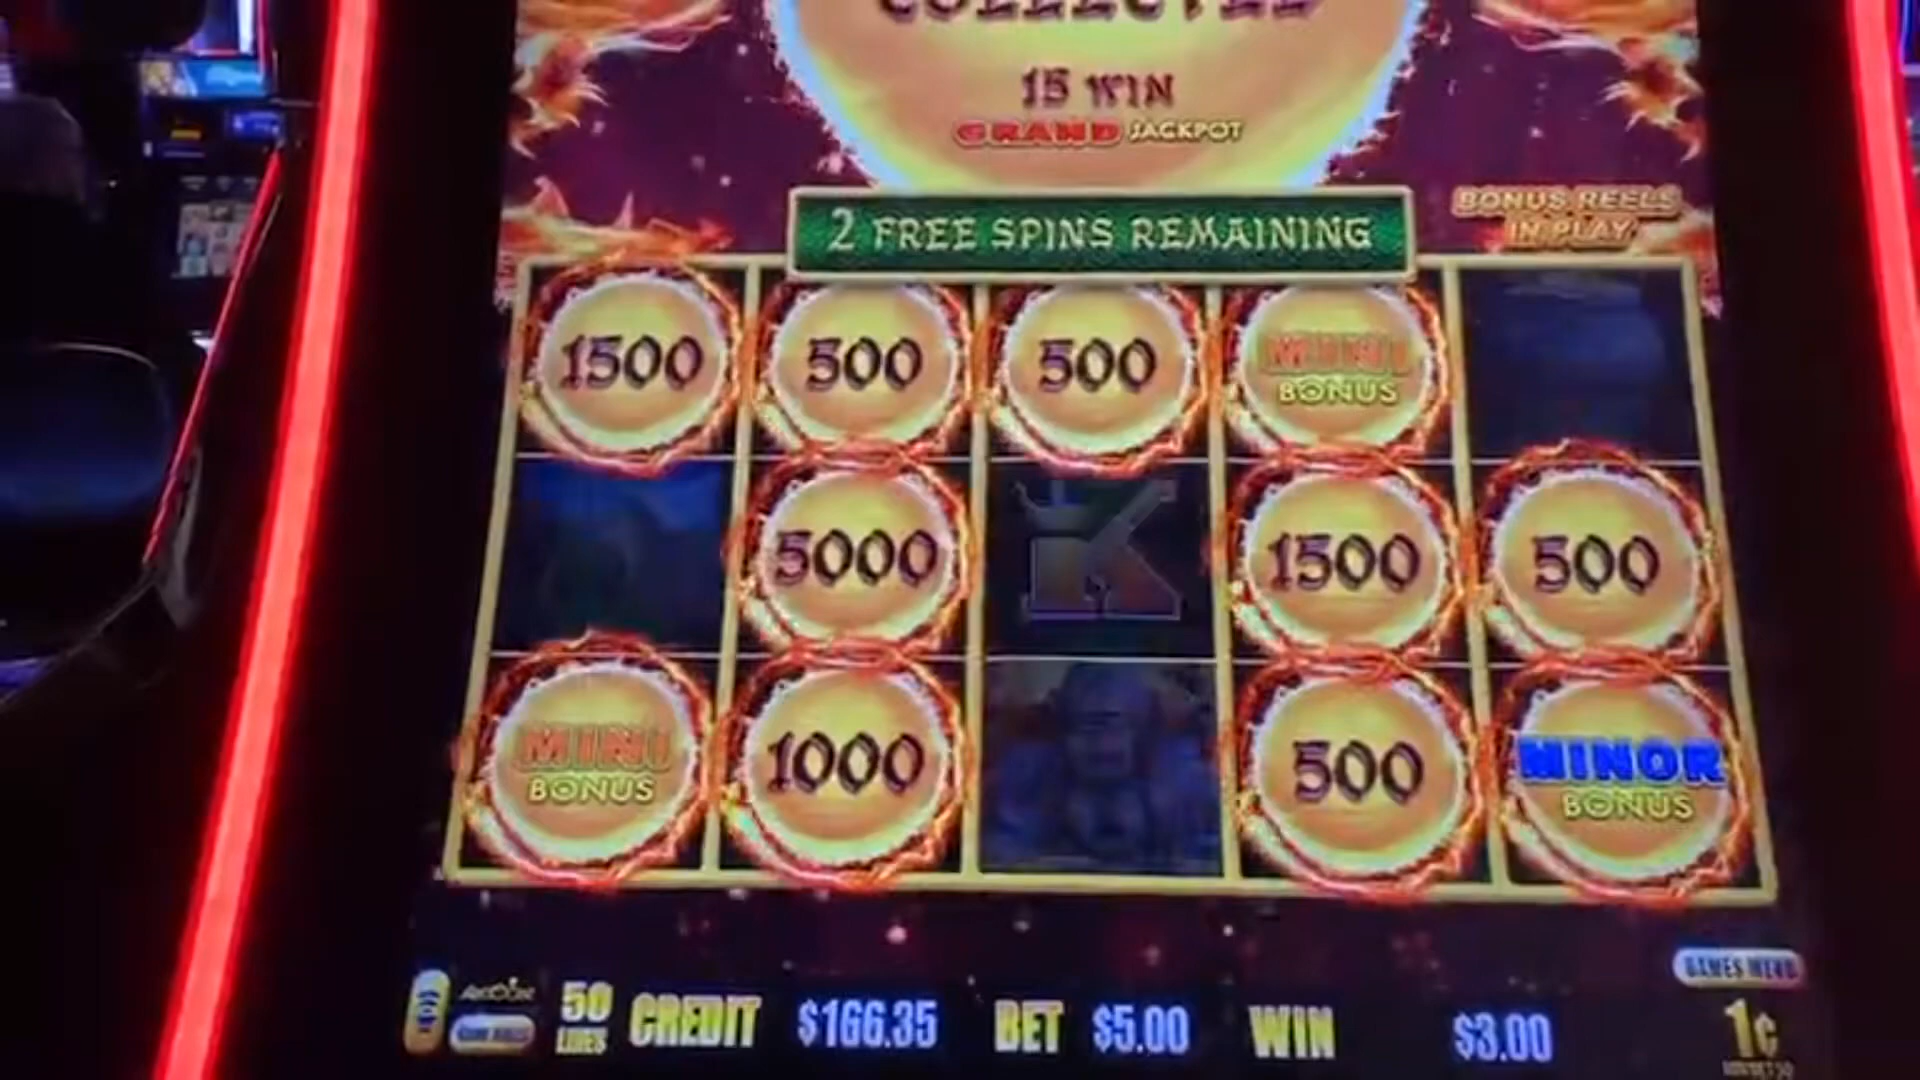 COLLECTED
15 WIN
GRAND JACKPOT
2 FREE SPINS REMAINING
BONUS REELS
IN PLAY
1500
500
500
MINI
BONUS
5000
K
1500
500
MINI
BONUS
1000
500
MINOR
BONUS
GAMES MENU
50
LINES
CREDIT $166.35
BET $5.00
WIN $3.00
1¢